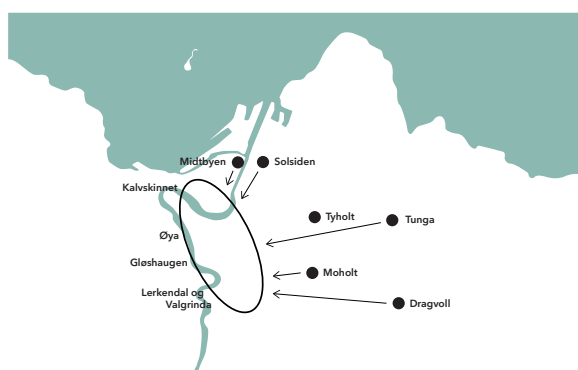 Midtbyen
Solsiden
Kalvskinnet
Tyholt
Tunga
Øya
Gløshaugen
Moholt
Lerkendal og
Valgrinda
Dragvoll